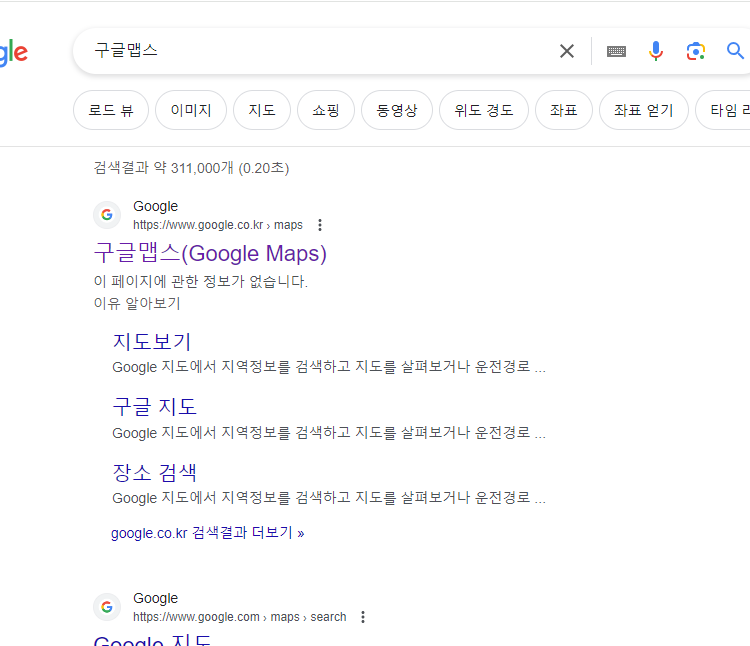 gle
구글맵스
로드 뷰 이미지 지도 쇼핑 동영상 위도 경도 좌표 좌표 얻기 타임
검색결과 약 311,000개 (0.20초)
Google
https://www.google.co.kr › maps
구글맵스(Google Maps)
이 페이지에 관한 정보가 없습니다.
이유 알아보기
지도보기
Google 지도에서 지역정보를 검색하고 지도를 살펴보거나 운전경로 ...
구글 지도
Google 지도에서 지역정보를 검색하고 지도를 살펴보거나 운전경로 ...
장소 검색
Google 지도에서 지역정보를 검색하고 지도를 살펴보거나 운전경로 ...
google.co.kr 검색결과 더보기 »
Google
https://www.google.com › maps › search
Google 지도